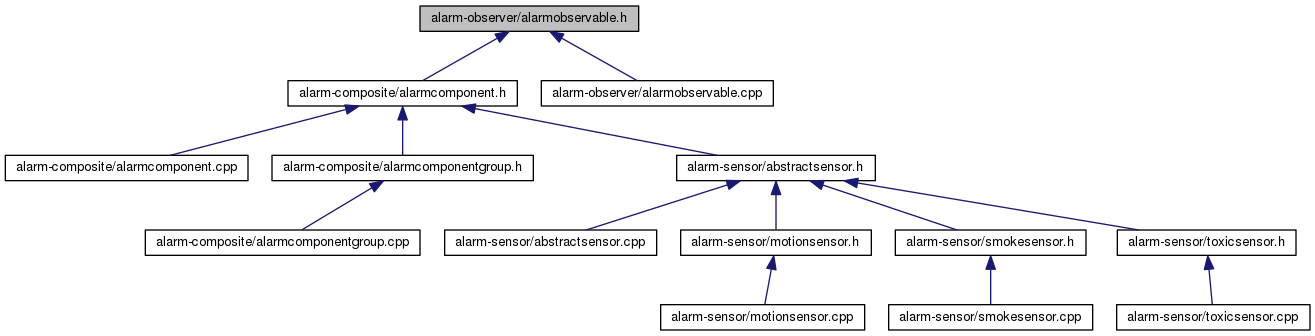 alarm-observer/alarmobservable.h
alarm-composite/alarmcomponent.h
alarm-observer/alarmobservable.cpp
alarm-composite/alarmcomponent.cpp
alarm-composite/alarmcomponentgroup.h
alarm-sensor/abstractsensor.h
alarm-composite/alarmcomponentgroup.cpp
alarm-sensor/abstractsensor.cpp
alarm-sensor/motionsensor.h
alarm-sensor/smokesensor.h
alarm-sensor/toxicsensor.h
alarm-sensor/motionsensor.cpp
alarm-sensor/smokesensor.cpp
alarm-sensor/toxicsensor.cpp